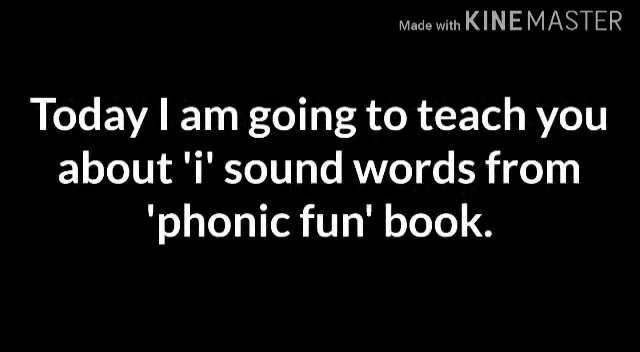 Made with KINEMASTER
Today I am going to teach you
about 'i' sound words from
'phonic fun' book.